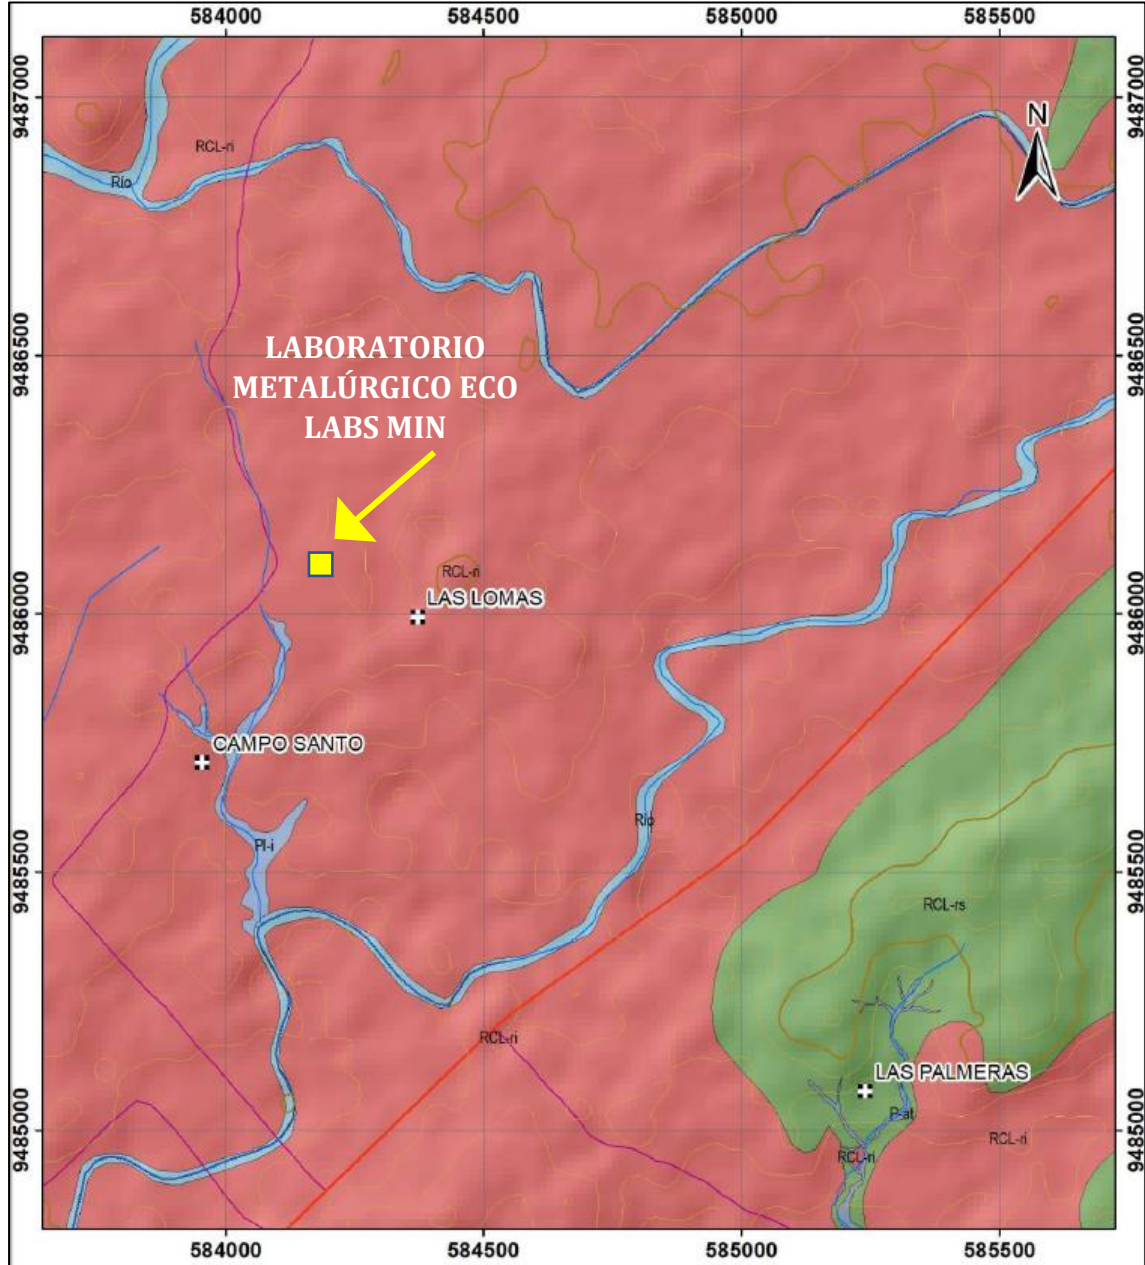 584000 584500 585000 585500
9487000
9487000
N
RCL-ri
Río
9486500
9486500
LABORATORIO
METALÚRGICO ECO
LABS MIN
RCL-ri
LAS LOMAS
9486000
9486000
CAMPO SANTO
Río
Pl-i
9485500
9485500
RCL-rs
RCL-ri
LAS PALMERAS
P-at
9485000
9485000
RCL-ri
RCL-ri
584000 584500 585000 585500